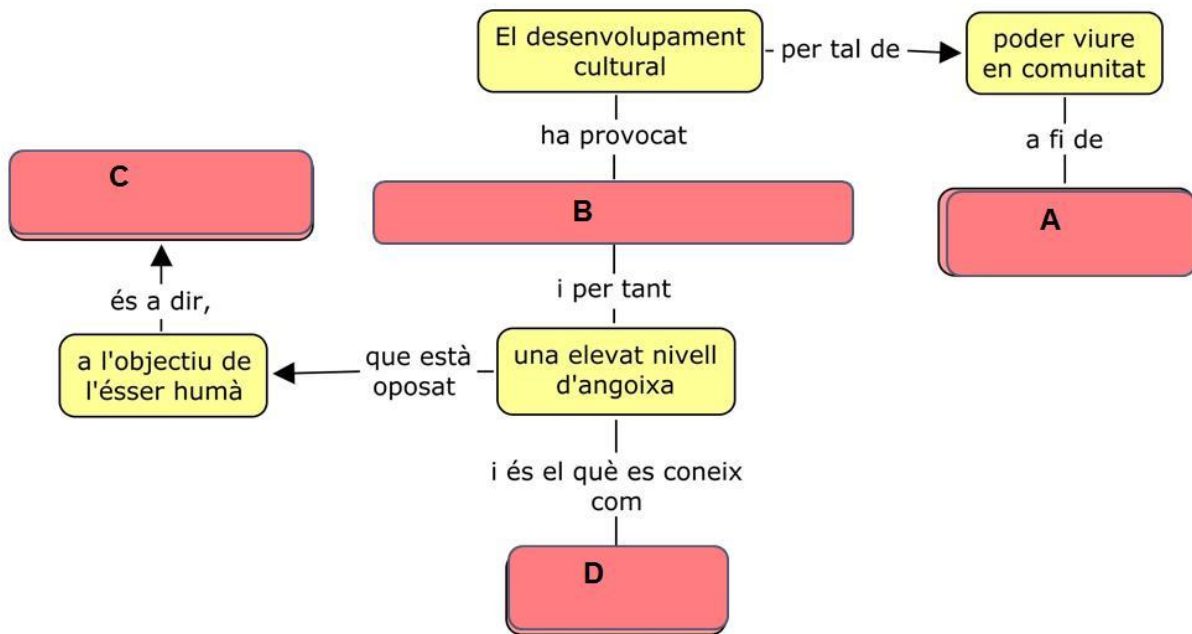 El desenvolupament
cultural
per tal de
poder viure
en comunitat
ha provocat
a fi de
C
B
A
i per tant
és a dir,
a l'objectiu de
l'ésser humà
que està
oposat
una elevat nivell
d'angoixa
i és el què es coneix
com
D